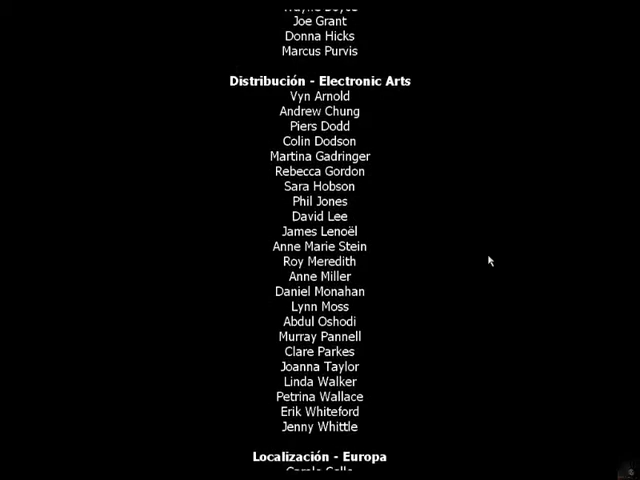 Joe Grant
Donna Hicks
Marcus Purvis
Distribución - Electronic Arts
Vyn Arnold
Andrew Chung
Piers Dodd
Colin Dodson
Martina Gadringer
Rebecca Gordon
Sara Hobson
Phil Jones
David Lee
James Lenoël
Anne Marie Stein
Roy Meredith
Anne Miller
Daniel Monahan
Lynn Moss
Abdul Oshodi
Murray Pannell
Clare Parkes
Joanna Taylor
Linda Walker
Petrina Wallace
Erik Whiteford
Jenny Whittle
Localización - Europa